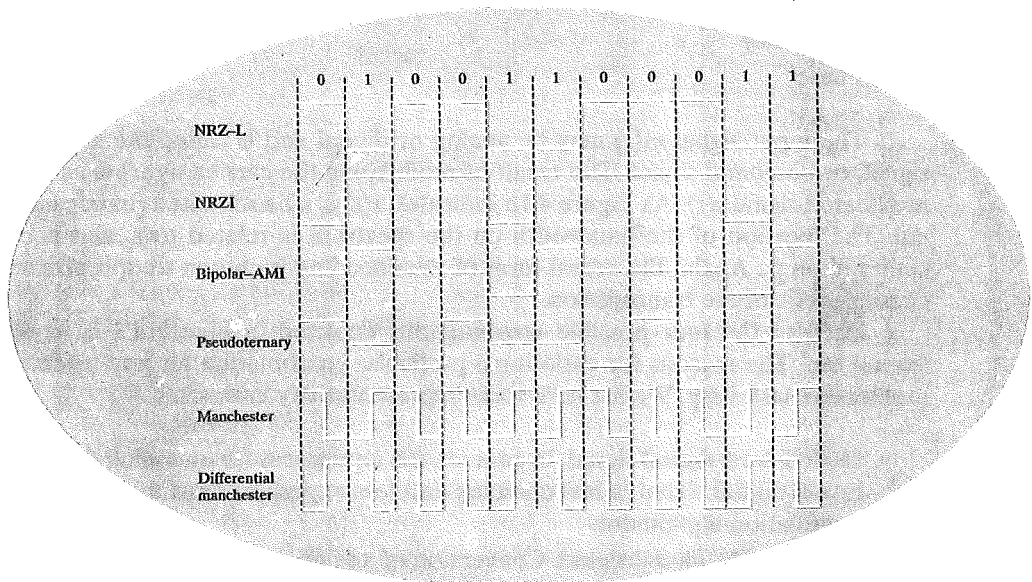 0 1 0 0 1 1 0 0 0 1 1
NRZ–L
NRZI
Bipolar–AMI
Pseudoternary
Manchester
Differential
manchester